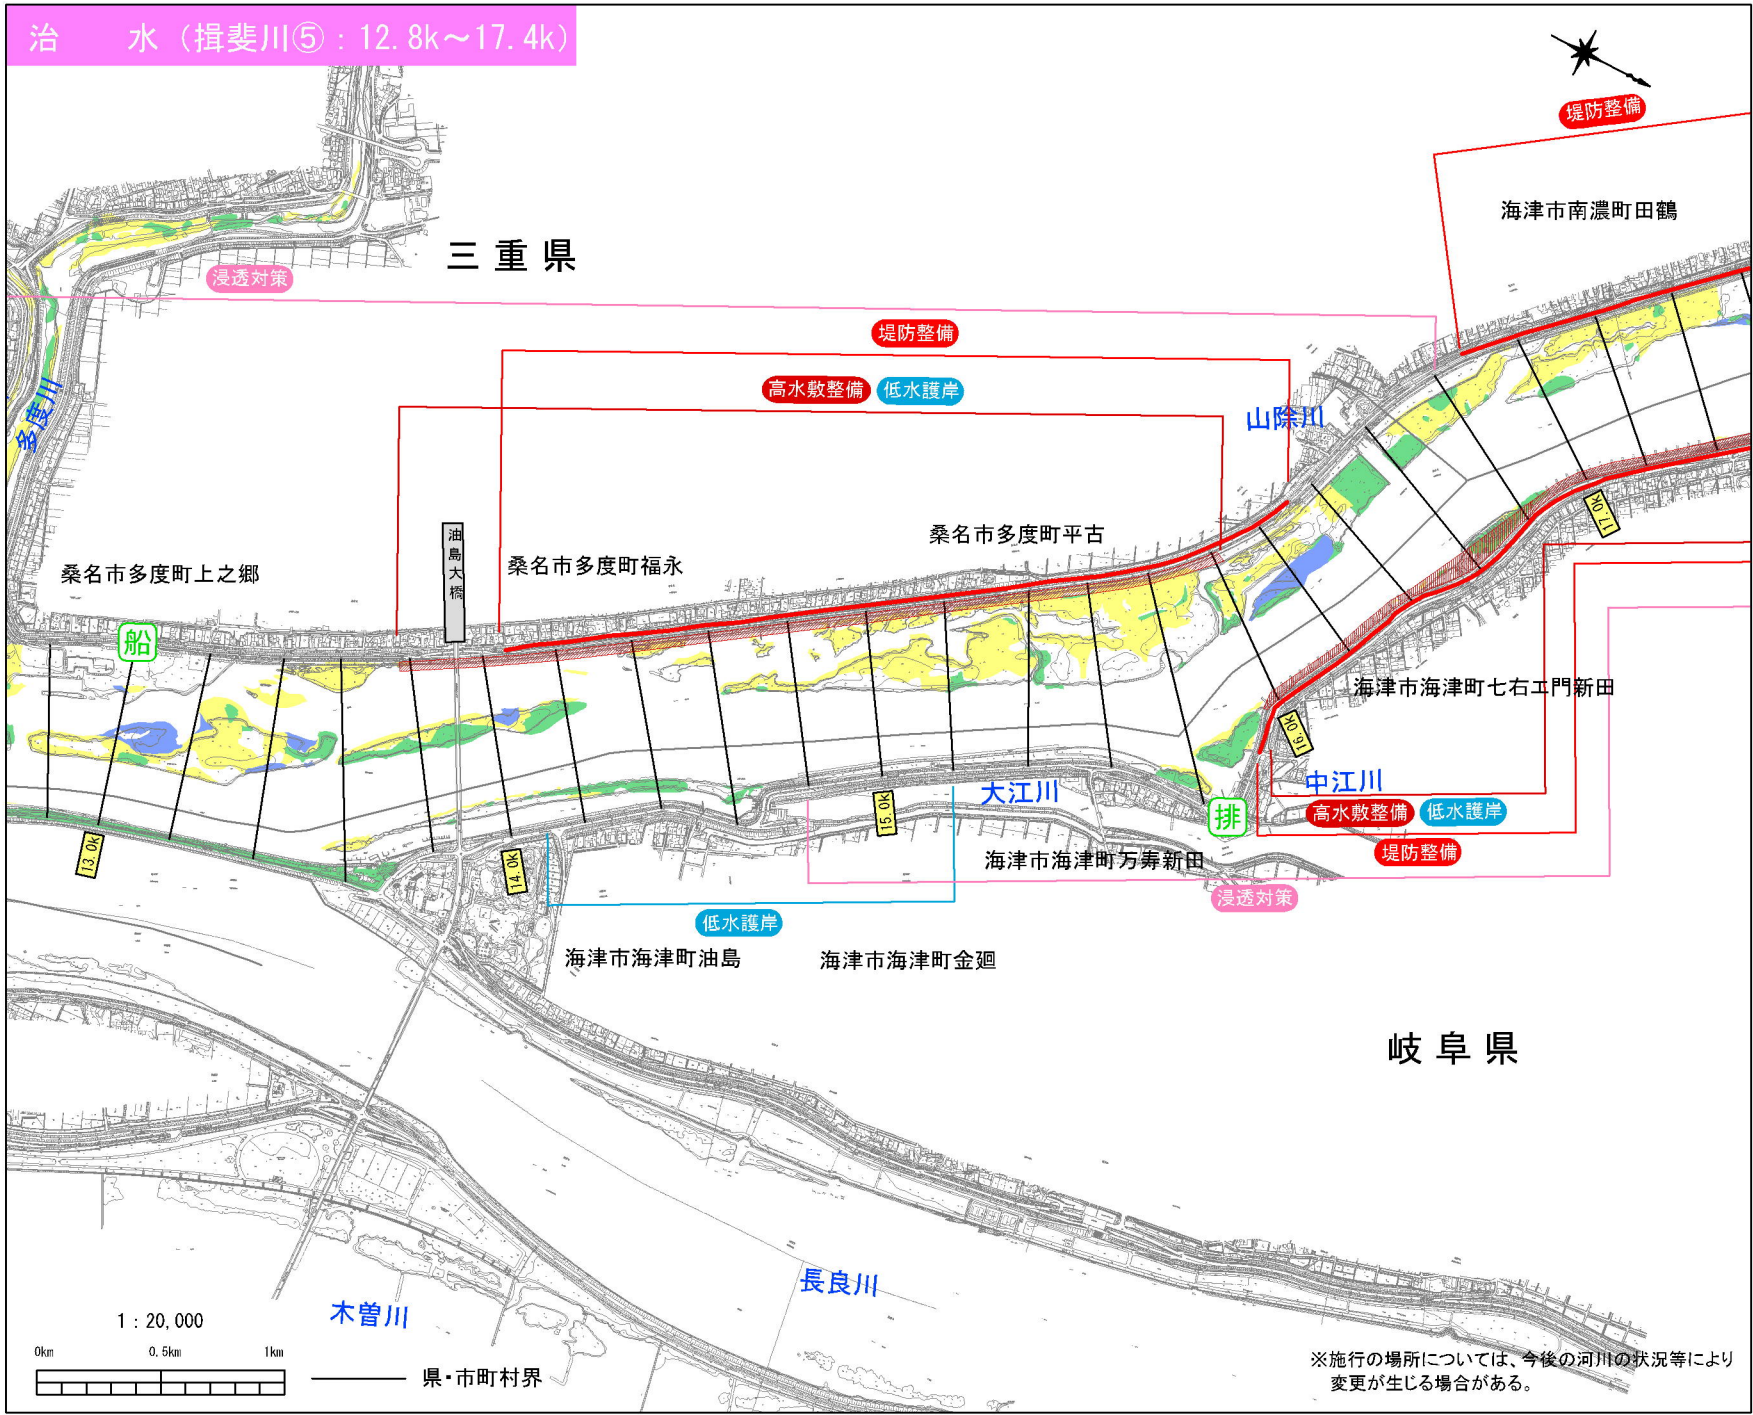 治　水（揖斐川⑤：12.8k～17.4k）
堤防整備
海津市南濃町田鶴
三重県
浸透対策
堤防整備
高水敷整備 低水護岸
山除川
多度川
油島大橋
桑名市多度町平古
桑名市多度町福永
桑名市多度町上之郷
船
17.0k
海津市海津町七右エ門新田
16.0k
大江川
中江川
高水敷整備 低水護岸
排
15.0k
13.0k
14.0k
堤防整備
海津市海津町万寿新田
浸透対策
低水護岸
海津市海津町油島
海津市海津町金廻
岐阜県
長良川
木曽川
1：20,000
0km 0.5km 1km
県・市町村界
※施行の場所については、今後の河川の状況等により
変更が生じる場合がある。